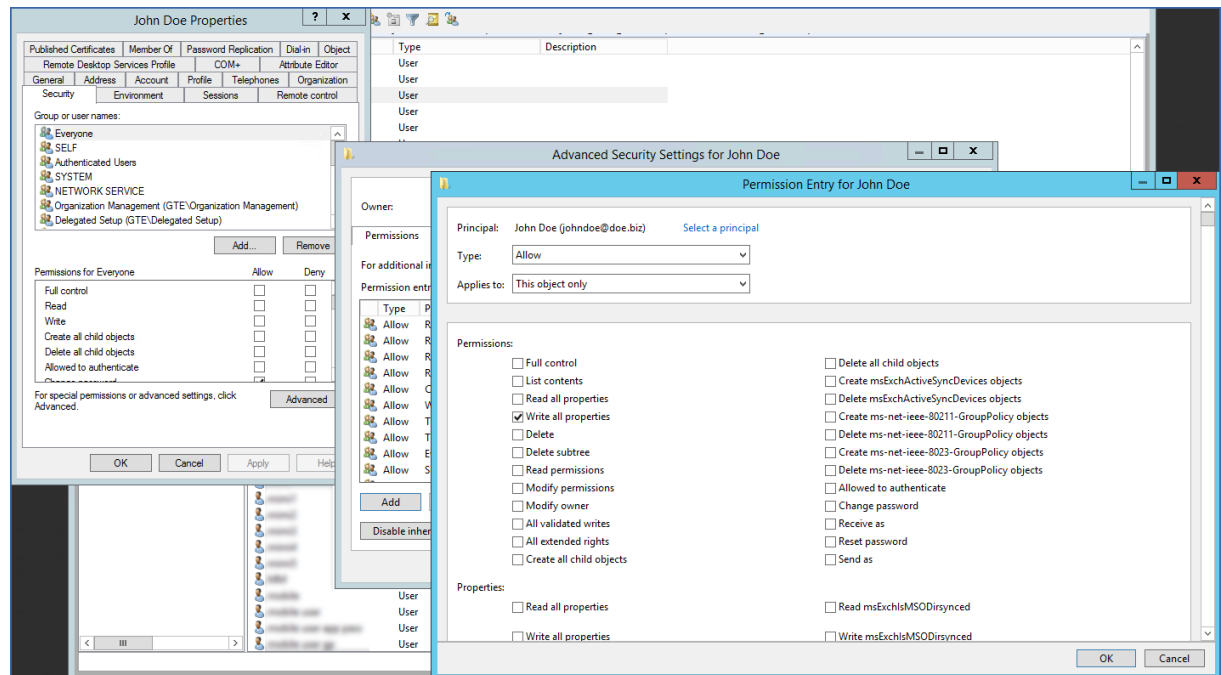 John Doe Properties
?
x
Published Certificates
Member Of
Password Replication
Dial-in
Object
Remote Desktop Services Profile
COM+
Attribute Editor
General
Address
Account
Profile
Telephones
Organization
Security
Environment
Sessions
Remote control
Group or user names:
Everyone
SELF
Authenticated Users
SYSTEM
NETWORK SERVICE
Organization Management (GTE\Organization Management)
Delegated Setup (GTE\Delegated Setup)
Add...
Remove
Permissions for Everyone
Allow
Deny
Full control
Read
Write
Create all child objects
Delete all child objects
Allowed to authenticate
For special permissions or advanced settings, click
Advanced.
Advanced
OK
Cancel
Apply
Help
Type
Description
User
User
User
User
User
Advanced Security Settings for John Doe
x
Owner:
Permissions
For additional
Permission
Type
P
Allow R
Allow R
Allow R
Allow R
Allow C
Allow W
Allow T
Allow T
Allow E
Allow S
Add
Disable
User
User
User
User
Permission Entry for John Doe
x
Principal:
John Doe (johndoe@doe.biz)
Select a principal
Type:
Allow
Applies to:
This object only
Permissions:
Full control
List contents
Read all properties
Write all properties
Delete
Delete subtree
Read permissions
Modify permissions
Modify owner
All validated writes
All extended rights
Create all child objects
Delete all child objects
Create msExchActiveSyncDevices objects
Delete msExchActiveSyncDevices objects
Create ms-net-ieee-80211-GroupPolicy objects
Delete ms-net-ieee-80211-GroupPolicy objects
Create ms-net-ieee-8023-GroupPolicy objects
Delete ms-net-ieee-8023-GroupPolicy objects
Allowed to authenticate
Change password
Receive as
Reset password
Send as
Properties:
Read all properties
Read msExchIsMSODirsynced
Write all properties
Write msExchIsMSODirsynced
OK
Cancel